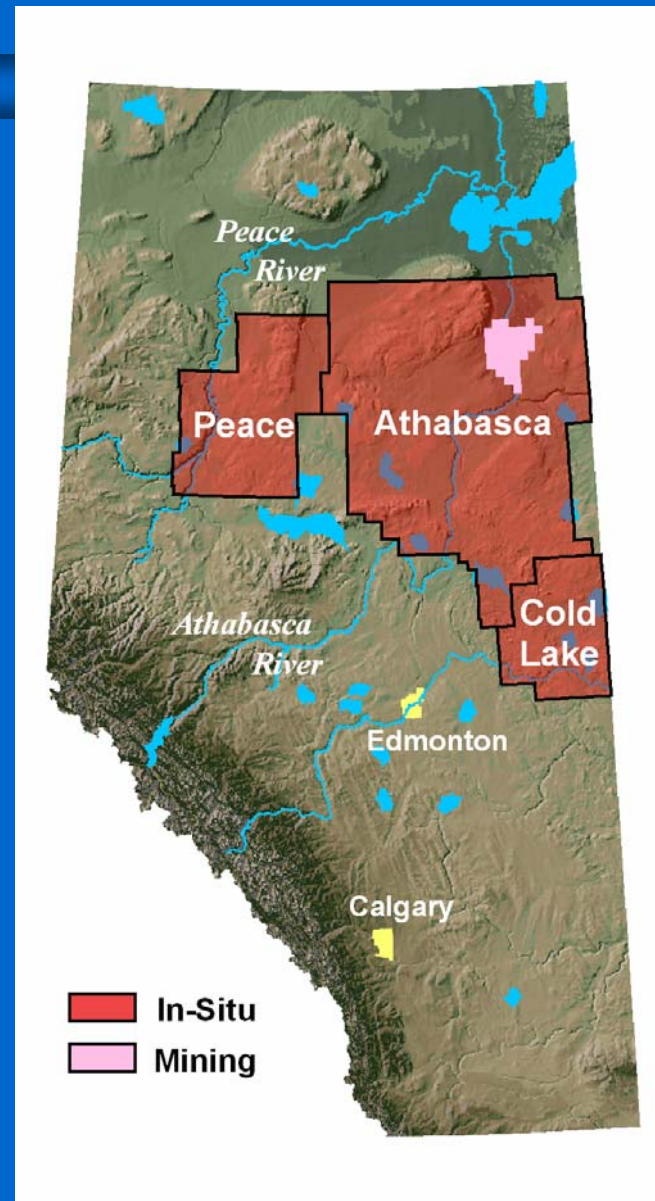 Peace
River
Peace
Athabasca
Cold
Lake
Athabasca
River
Edmonton
Calgary
In-Situ
Mining